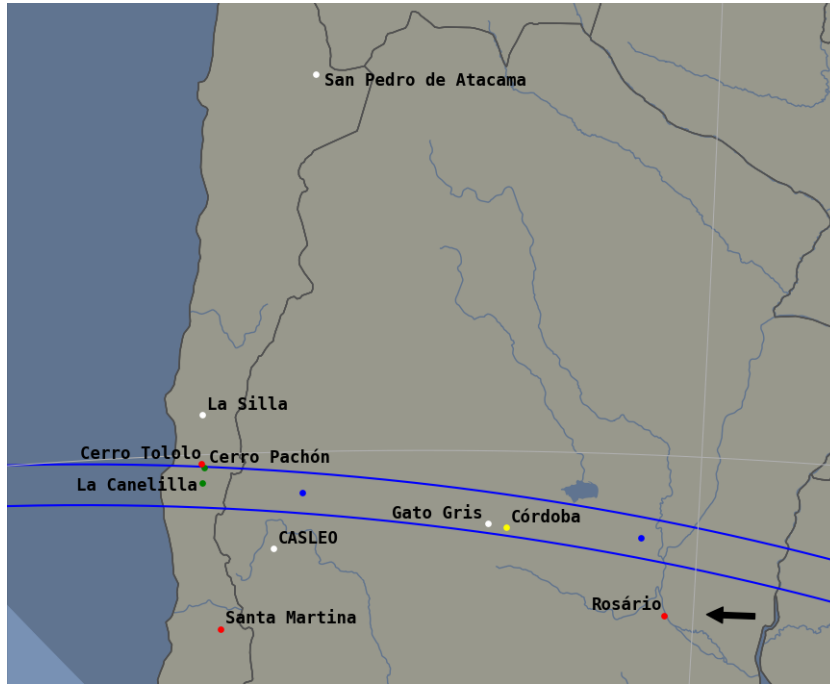 San Pedro de Atacama
La Silla
Cerro Tololo
Cerro Pachón
La Canelilla
Gato Gris
Córdoba
CASLEO
Rosário
Santa Martina